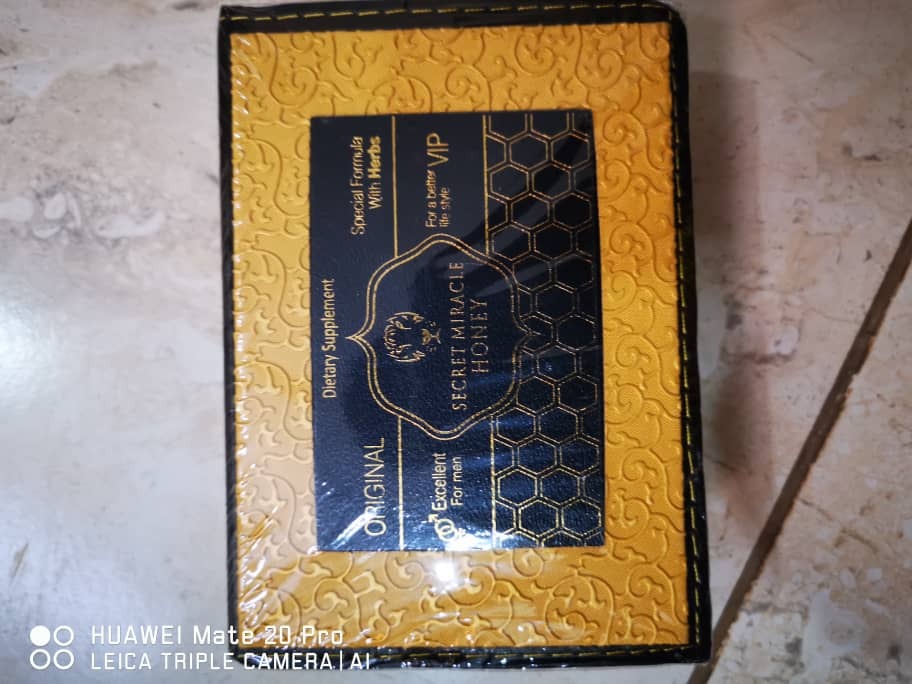 ORIGINAL
Dietary Supplement
Special Formula
With Herbs
Excellent
For men
SECRET MIRACLE
HONEY
For a better
life style
VIP
HUAWEI Mate 20 Pro
LEICA TRIPLE CAMERA | AI